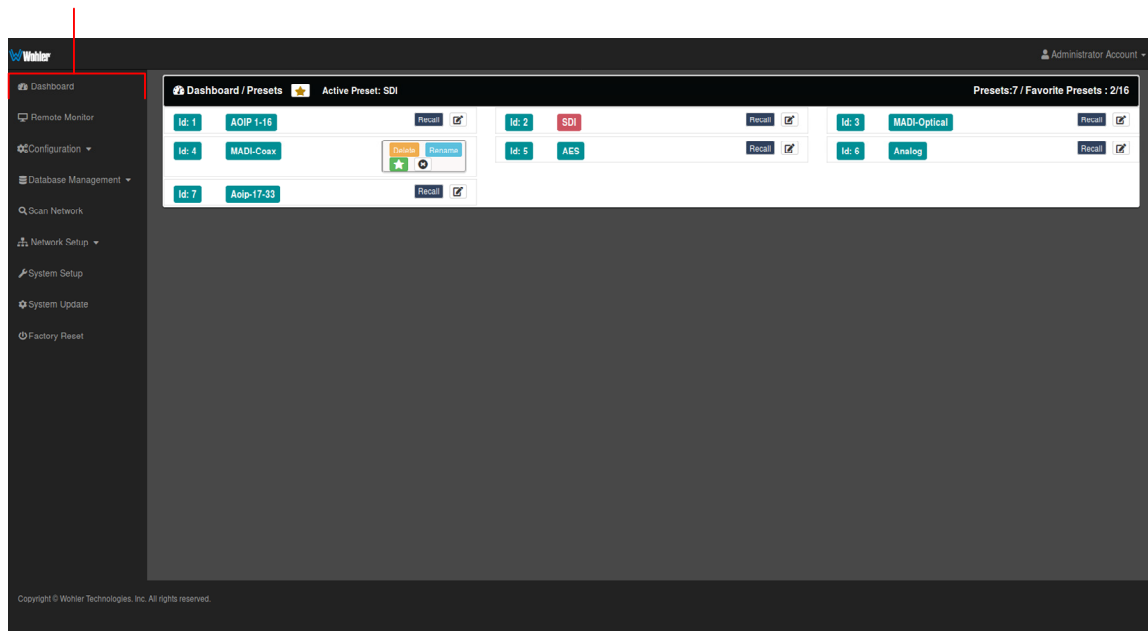 Wohler
Administrator Account
Dashboard
Remote Monitor
Configuration
Database Management
Scan Network
Network Setup
System Setup
System Update
Factory Reset
Dashboard / Presets Active Preset: SDI Presets:7 / Favorite Presets : 2/16
Id: 1 AOIP 1-16 Recall Id: 2 SDI Recall Id: 3 MADI-Optical Recall
Id: 4 MADI-Coax Delete Rename Id: 5 AES Recall Id: 6 Analog Recall
Id: 7 Aoip-17-33 Recall
Copyright © Wohler Technologies, Inc. All rights reserved.